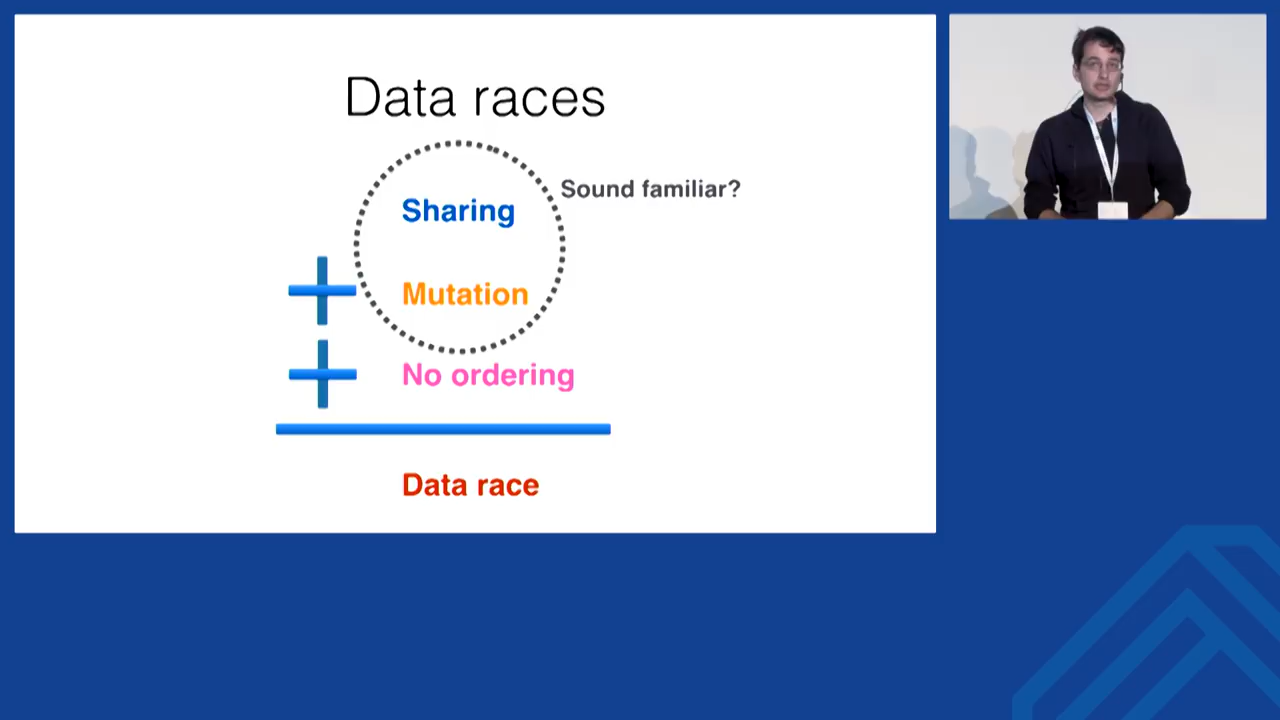 Data races
Sound familiar?
Sharing
Mutation
No ordering
Data race